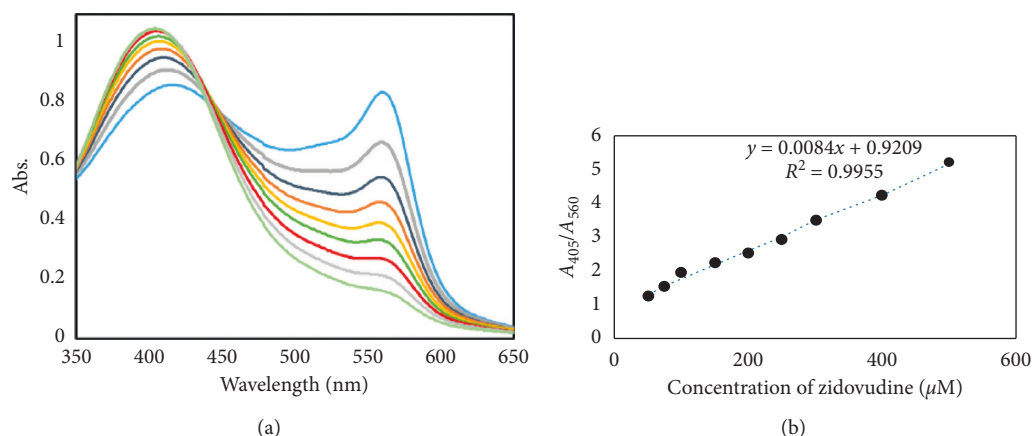 1
0.8
0.6
0.4
0.2
0
Abs.
350 400 450 500 550 600 650
Wavelength (nm)
(a)
6
5
4
3
2
1
0
A405/A560
y = 0.0084x + 0.9209
R² = 0.9955
0 200 400 600
Concentration of zidovudine (μM)
(b)